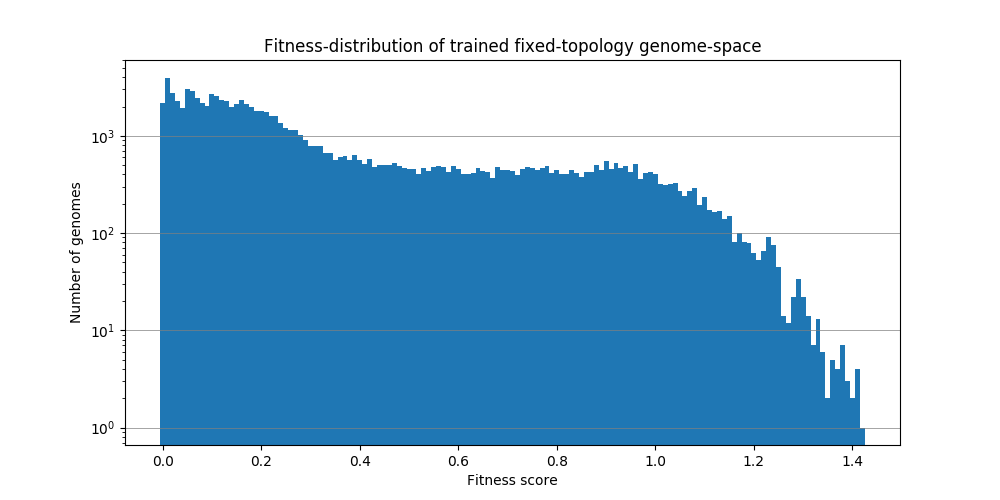 Fitness-distribution of trained fixed-topology genome-space
Number of genomes
10³
10²
10¹
10⁰
0.0 0.2 0.4 0.6 0.8 1.0 1.2 1.4
Fitness score